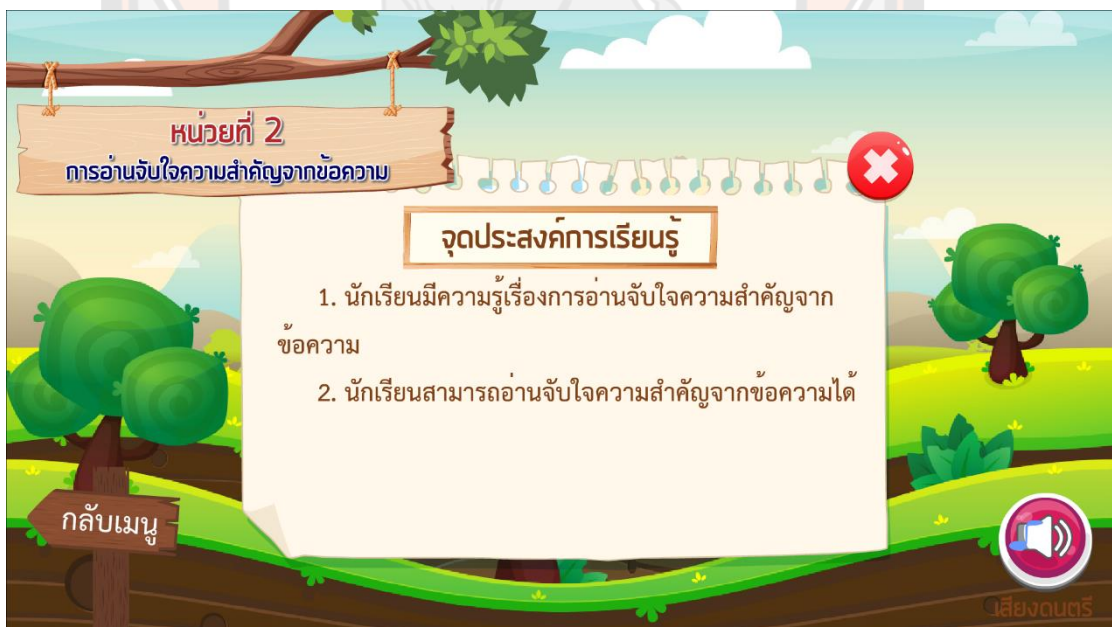 หน่วยที่ 2
การอ่านจับใจความสำคัญจากข้อความ
จุดประสงค์การเรียนรู้
1. นักเรียนมีความรู้เรื่องการอ่านจับใจความสำคัญจาก
ข้อความ
2. นักเรียนสามารถอ่านจับใจความสำคัญจากข้อความได้
กลับเมนู
เสียงดนตรี